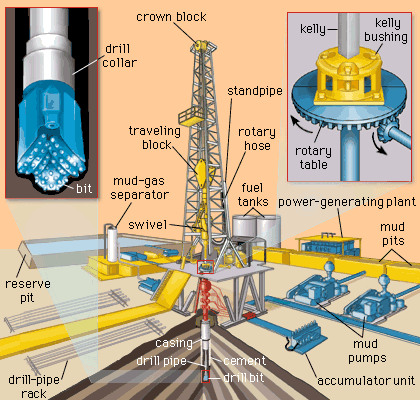 crown block
drill
collar
bit
kelly
kelly
bushing
rotary
table
standpipe
traveling
block
rotary
hose
mud-gas
separator
fuel
tanks
power-generating plant
swivel
mud
pits
reserve
pit
casing
drill pipe
cement
drill bit
mud
pumps
drill-pipe
rack
accumulator unit